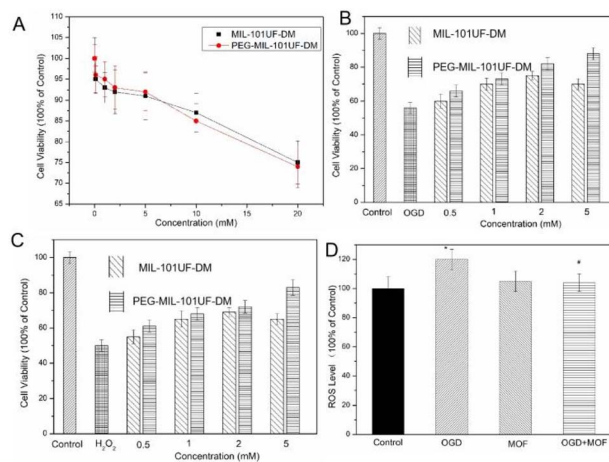 A
MIL-101UF-DM
PEG-MIL-101UF-DM
Cell Viability (100% of Control)
105
100
95
90
85
80
75
70
65
0
5
10
15
20
Concentration (mM)
B
MIL-101UF-DM
PEG-MIL-101UF-DM
Cell Viability (100% of Control)
100
80
60
40
Control
OGD
0.5
1
2
5
Concentration (mM)
C
MIL-101UF-DM
PEG-MIL-101UF-DM
Cell Viability (100% of Control)
100
80
60
40
Control
H₂O₂
0.5
1
2
5
Concentration (mM)
D
ROS Level (100% of Control)
120
100
80
60
40
20
0
*
#
Control
OGD
MOF
OGD+MOF